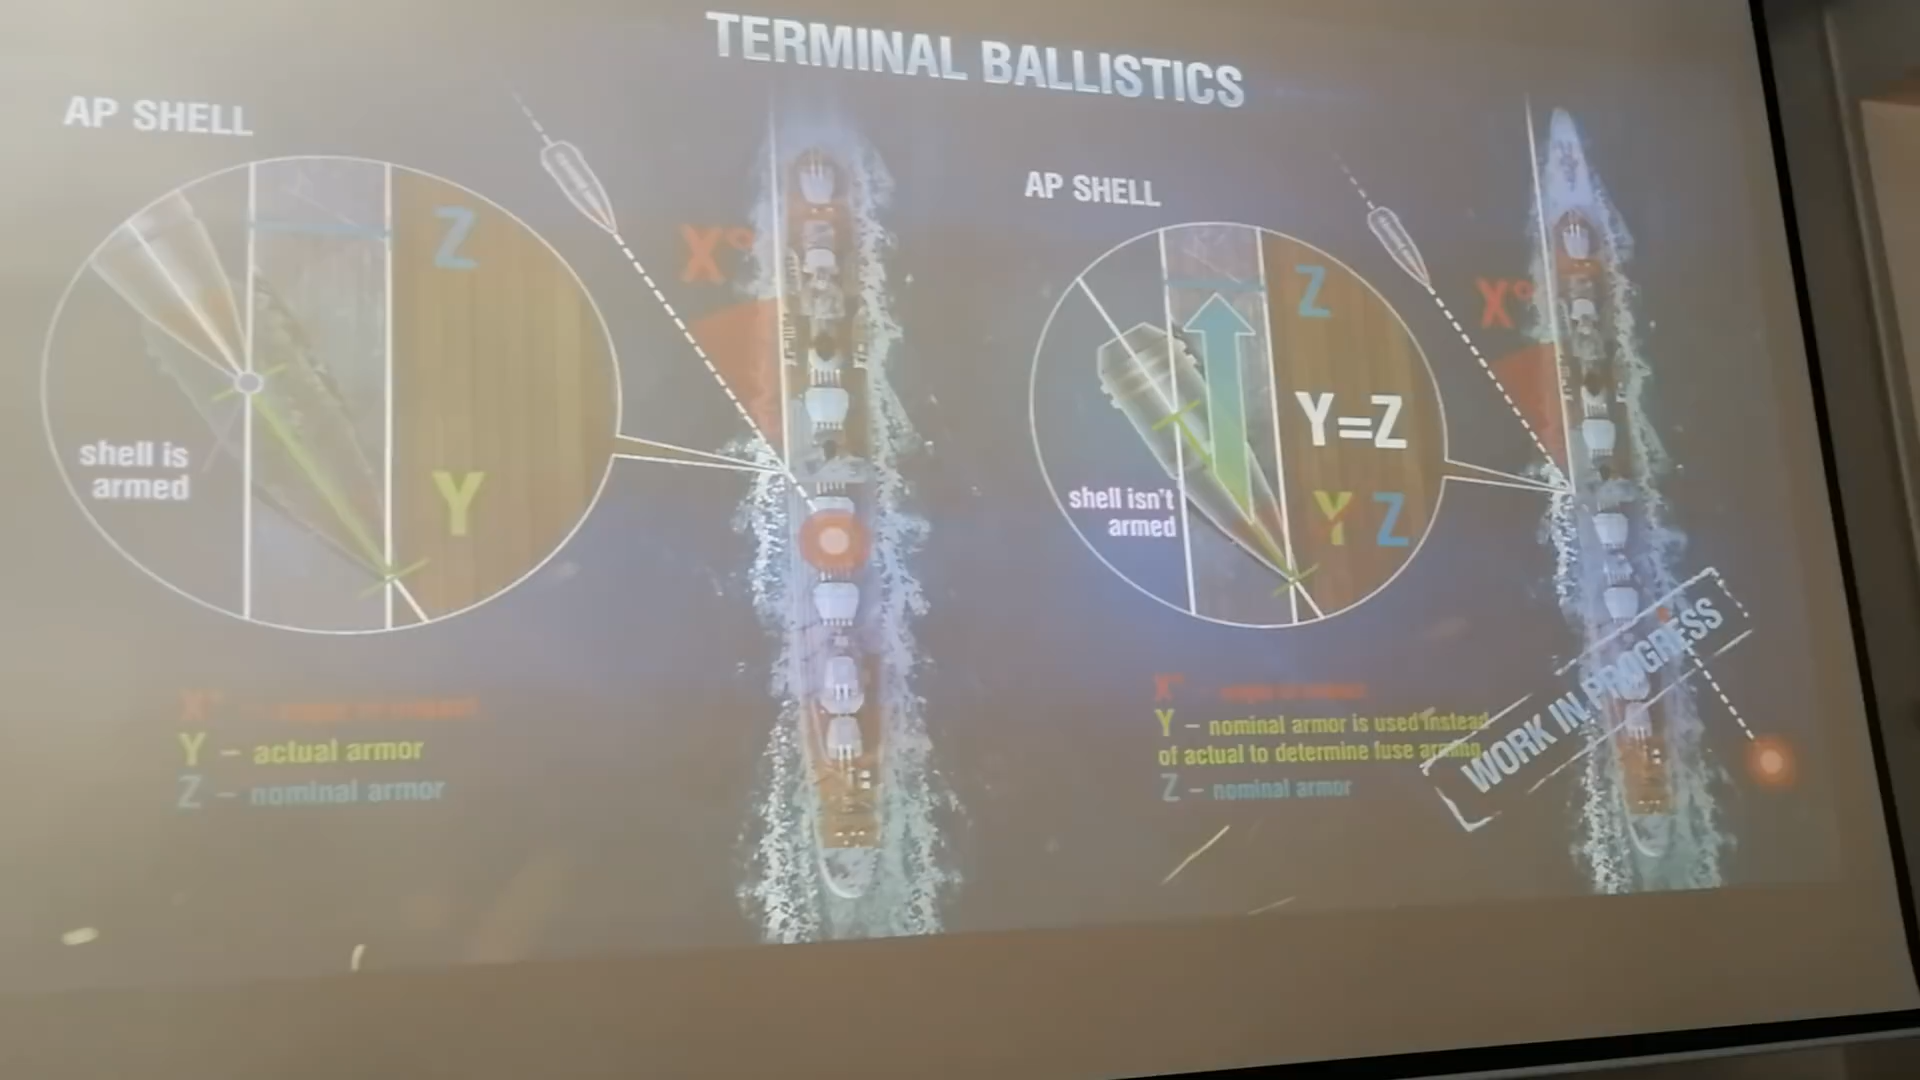 TERMINAL BALLISTICS
AP SHELL
X°
Z
shell is
armed
Y
Y – actual armor
Z – nominal armor
AP SHELL
X°
Z
Y=Z
shell isn't
armed
Y Z
Y – nominal armor is used instead
of actual to determine fuse arming
Z – nominal armor
WORK IN PROGRESS